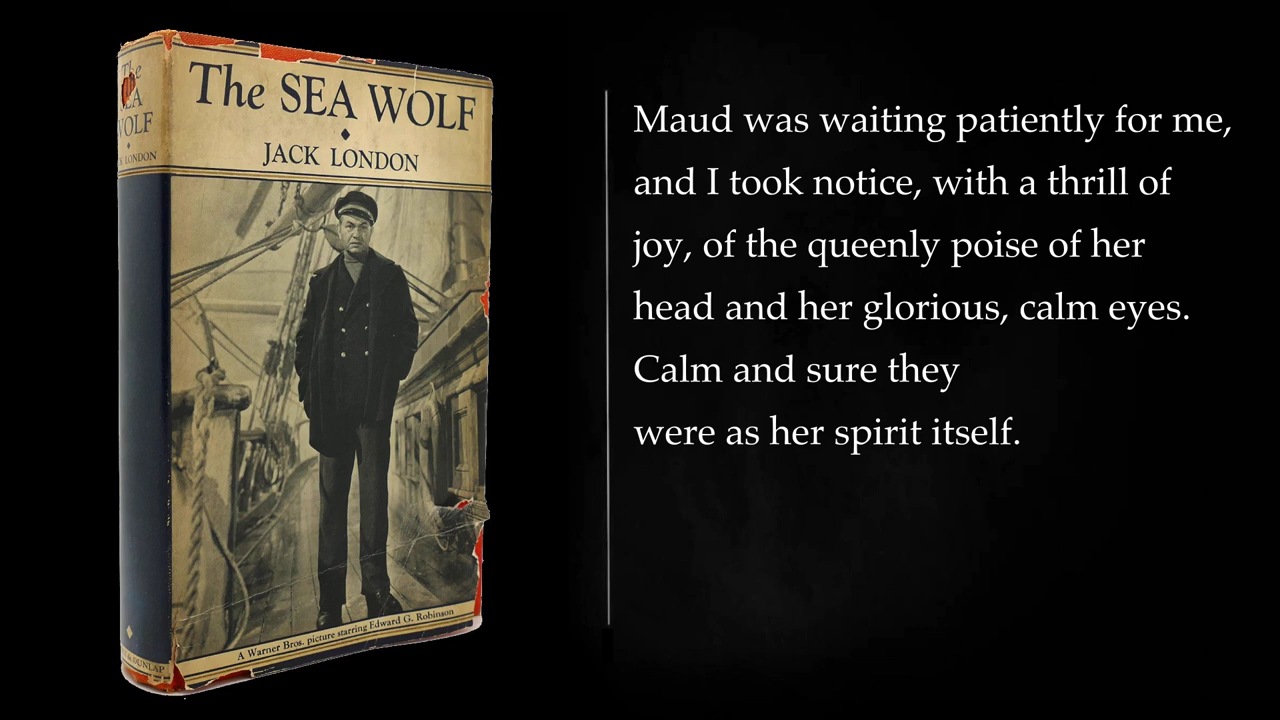 The
SEA
WOLF
LONDON
The SEA WOLF
JACK LONDON
A Warner Bros. picture starring Edward G. Robinson
DUNLAP
Maud was waiting patiently for me,
and I took notice, with a thrill of
joy, of the queenly poise of her
head and her glorious, calm eyes.
Calm and sure they
were as her spirit itself.